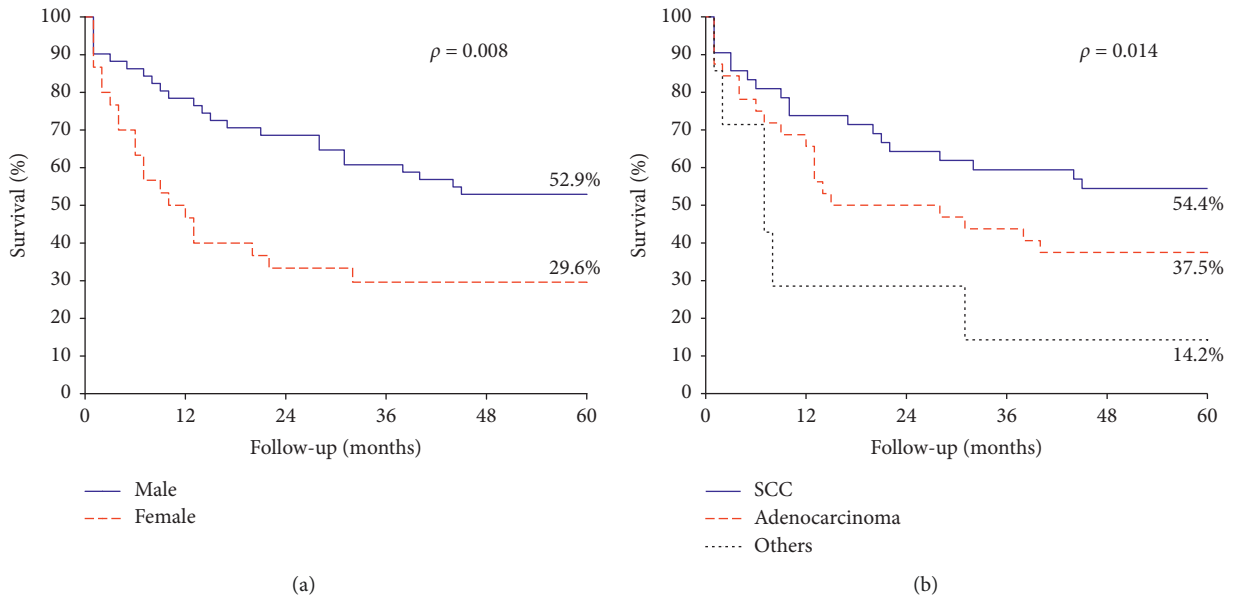 100
90
80
70
60
50
40
30
20
10
0
Survival (%)
ρ = 0.008
52.9%
29.6%
0 12 24 36 48 60
Follow-up (months)
Male
Female
(a)
100
90
80
70
60
50
40
30
20
10
0
Survival (%)
ρ = 0.014
54.4%
37.5%
14.2%
0 12 24 36 48 60
Follow-up (months)
SCC
Adenocarcinoma
Others
(b)